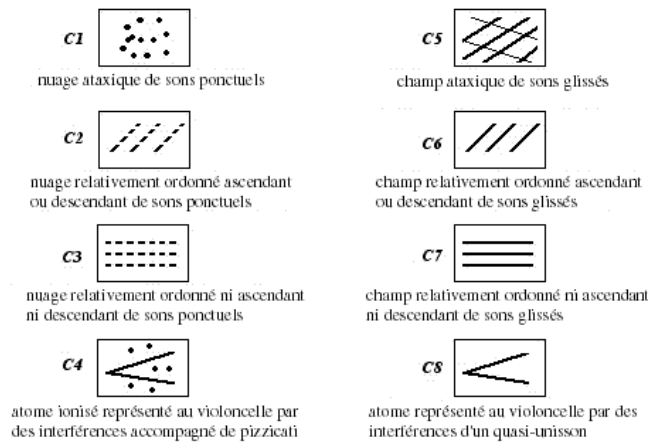 C1
nuage ataxique de sons ponctuels
C2
nuage relativement ordonné ascendant
ou descendant de sons ponctuels
C3
nuage relativement ordonné ni ascendant
ni descendant de sons ponctuels
C4
atome ionisé représenté au violoncelle par
des interférences accompagné de pizzicati
C5
champ ataxique de sons glissés
C6
champ relativement ordonné ascendant
ou descendant de sons glissés
C7
champ relativement ordonné ni ascendant
ni descendant de sons glissés
C8
atome représenté au violoncelle par des
interférences d'un quasi-unisson